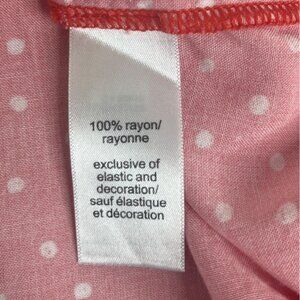 100% rayon/
rayonne
exclusive of
elastic and
decoration/
sauf élastique
et décoration